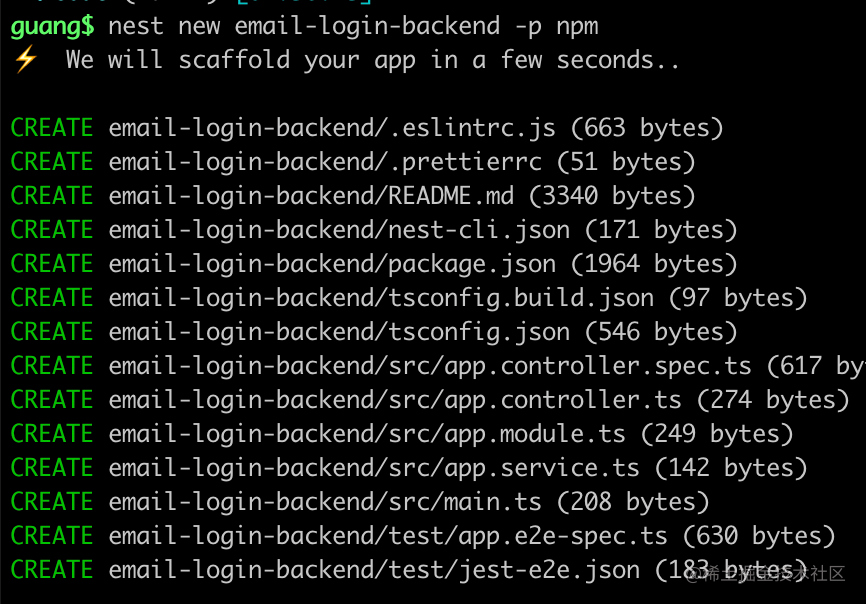 guang$ nest new email-login-backend -p npm
⚡ We will scaffold your app in a few seconds..
CREATE email-login-backend/.eslintrc.js (663 bytes)
CREATE email-login-backend/.prettierrc (51 bytes)
CREATE email-login-backend/README.md (3340 bytes)
CREATE email-login-backend/nest-cli.json (171 bytes)
CREATE email-login-backend/package.json (1964 bytes)
CREATE email-login-backend/tsconfig.build.json (97 bytes)
CREATE email-login-backend/tsconfig.json (546 bytes)
CREATE email-login-backend/src/app.controller.spec.ts (617 by
CREATE email-login-backend/src/app.controller.ts (274 bytes)
CREATE email-login-backend/src/app.module.ts (249 bytes)
CREATE email-login-backend/src/app.service.ts (142 bytes)
CREATE email-login-backend/src/main.ts (208 bytes)
CREATE email-login-backend/test/app.e2e-spec.ts (630 bytes)
CREATE email-login-backend/test/jest-e2e.json (183 bytes)
@稀土掘金技术社区